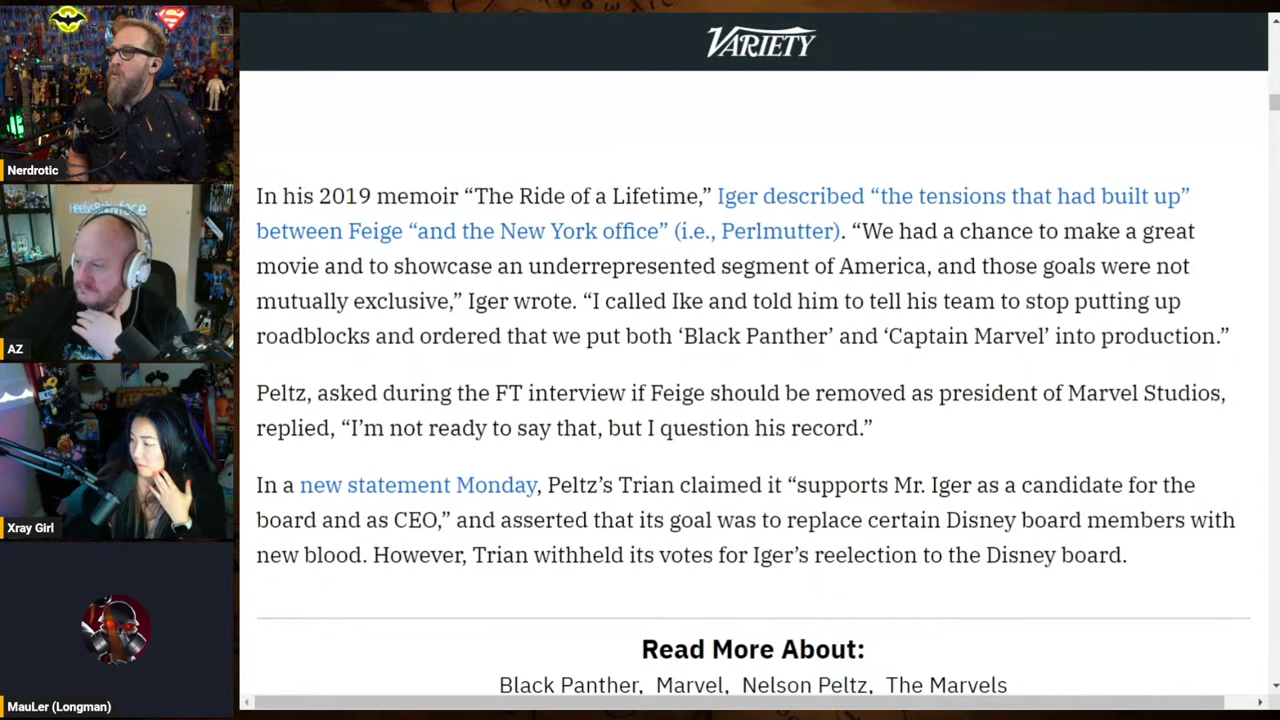 VARIETY
In his 2019 memoir “The Ride of a Lifetime,” Iger described “the tensions that had built up”
between Feige “and the New York office” (i.e., Perlmutter). “We had a chance to make a great
movie and to showcase an underrepresented segment of America, and those goals were not
mutually exclusive,” Iger wrote. “I called Ike and told him to tell his team to stop putting up
roadblocks and ordered that we put both ‘Black Panther’ and ‘Captain Marvel’ into production.”
Peltz, asked during the FT interview if Feige should be removed as president of Marvel Studios,
replied, “I’m not ready to say that, but I question his record.”
In a new statement Monday, Peltz’s Trian claimed it “supports Mr. Iger as a candidate for the
board and as CEO,” and asserted that its goal was to replace certain Disney board members with
new blood. However, Trian withheld its votes for Iger’s reelection to the Disney board.
Read More About:
Black Panther, Marvel, Nelson Peltz, The Marvels
Nerdrotic
AZ
Xray Girl
MauLer (Longman)